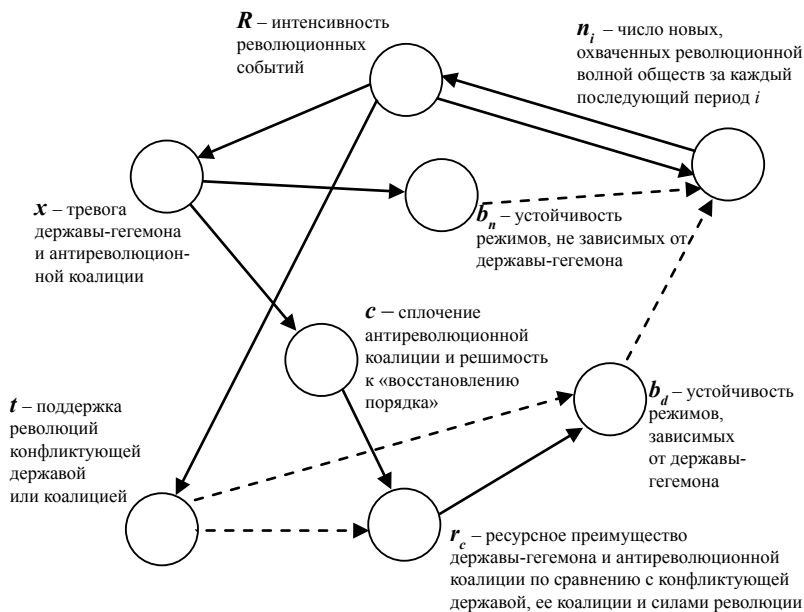 R – интенсивность
революционных
событий
n_i – число новых,
охваченных революционной
волной обществ за каждый
последующий период i
x – тревога
державы-гегемона
и антиреволюцион-
ной коалиции
b_n – устойчивость
режимов, не зависимых от
державы-гегемона
c – сплочение
антиреволюционной
коалиции и решимость
к «восстановлению
порядка»
t – поддержка
революций
конфликтующей
державой
или коалицией
b_d – устойчивость
режимов,
зависимых
от державы-
гегемона
r_c – ресурсное преимущество
державы-гегемона и антиреволюционной
коалиции по сравнению с конфликтующей
державой, ее коалиции и силами революции